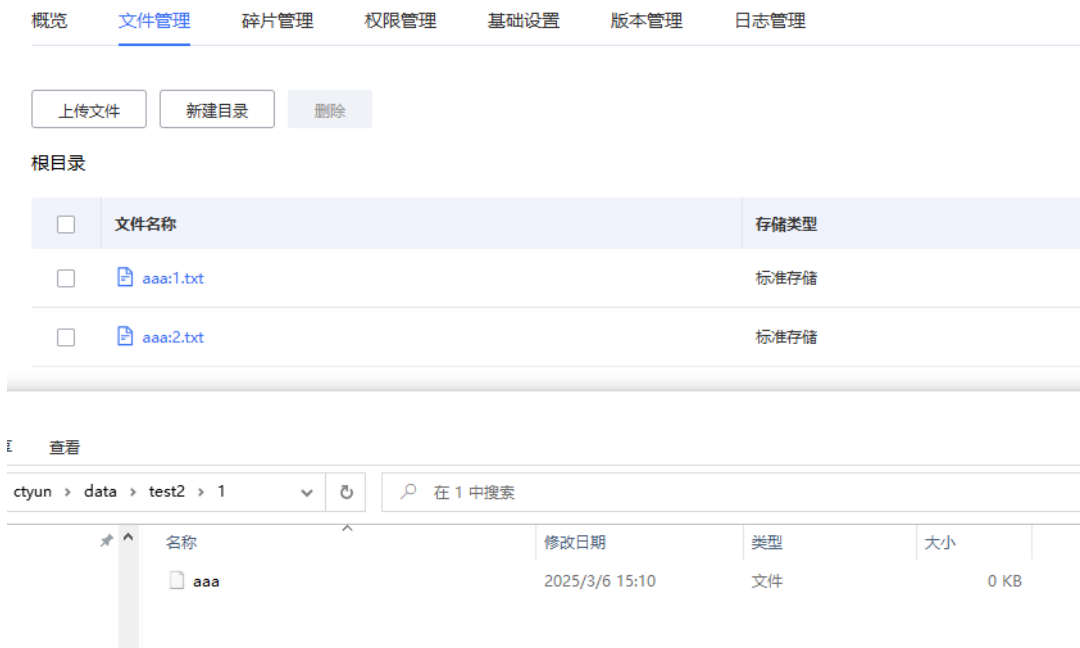 概览 文件管理 碎片管理 权限管理 基础设置 版本管理 日志管理
上传文件 新建目录 删除
根目录
文件名称 存储类型
aaa:1.txt 标准存储
aaa:2.txt 标准存储
查看
ctyun > data > test2 > 1 在 1 中搜索
名称 修改日期 类型 大小
aaa 2025/3/6 15:10 文件 0 KB